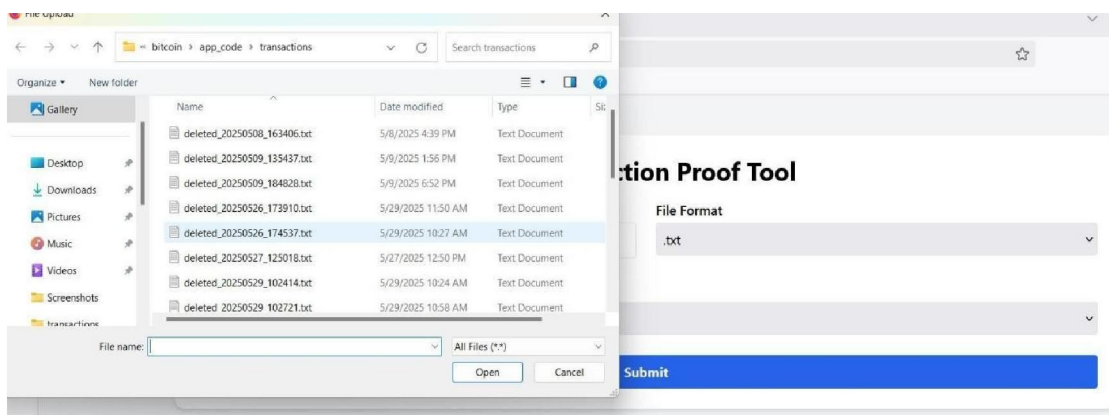 File Upload
« bitcoin > app_code > transactions
Search transactions
Organize
New folder
Gallery
Name
Date modified
Type
deleted_20250508_163406.txt 5/8/2025 4:39 PM Text Document
Desktop
deleted_20250509_135437.txt 5/9/2025 1:56 PM Text Document
Downloads
deleted_20250509_184828.txt 5/9/2025 6:52 PM Text Document
Pictures
deleted_20250526_173910.txt 5/29/2025 11:50 AM Text Document
Music
deleted_20250526_174537.txt 5/29/2025 10:27 AM Text Document
Videos
deleted_20250527_125018.txt 5/27/2025 12:50 PM Text Document
Screenshots
deleted_20250529_102414.txt 5/29/2025 10:24 AM Text Document
transactions
deleted_20250529_102721.txt 5/29/2025 10:58 AM Text Document
File name:
All Files (*.*)
Open
Cancel
Proof Tool
File Format
.txt
Submit